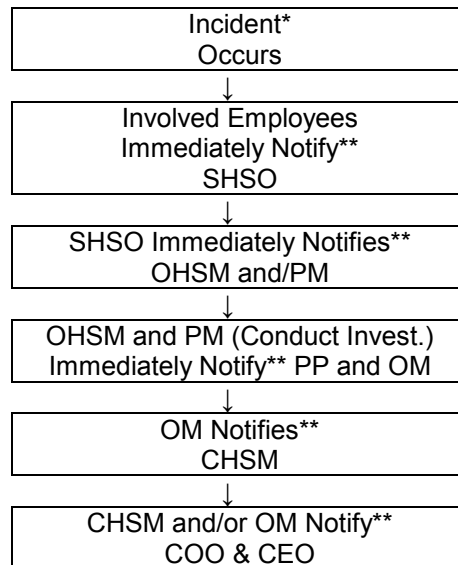 Incident*
Occurs
↓
Involved Employees
Immediately Notify**
SHSO
↓
SHSO Immediately Notifies**
OHSM and/PM
↓
OHSM and PM (Conduct Invest.)
Immediately Notify** PP and OM
↓
OM Notifies**
CHSM
↓
CHSM and/or OM Notify**
COO & CEO